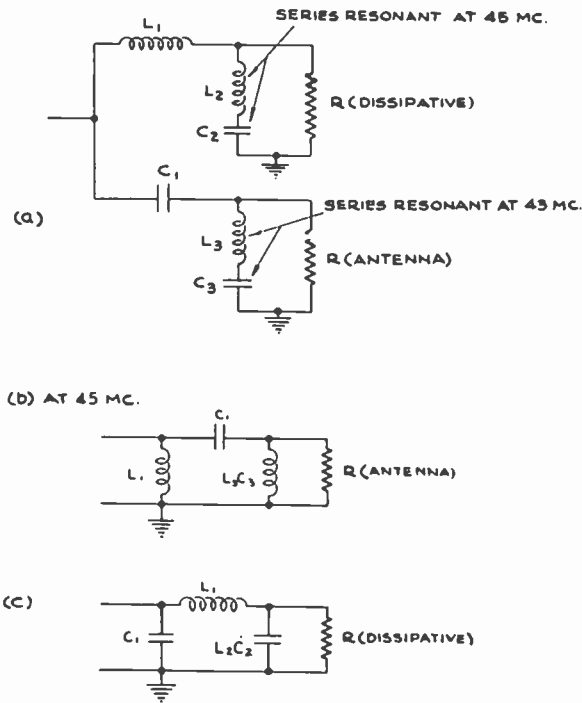 SERIES RESONANT AT 45 MC.
L₁
L₂
C₂
R (DISSIPATIVE)
C₁
(a)
SERIES RESONANT AT 43 MC.
L₃
C₃
R (ANTENNA)
(b) AT 45 MC.
C₁
L₁
L₃C₃
R (ANTENNA)
(C)
L₁
C₁
L₂C₂
R (DISSIPATIVE)